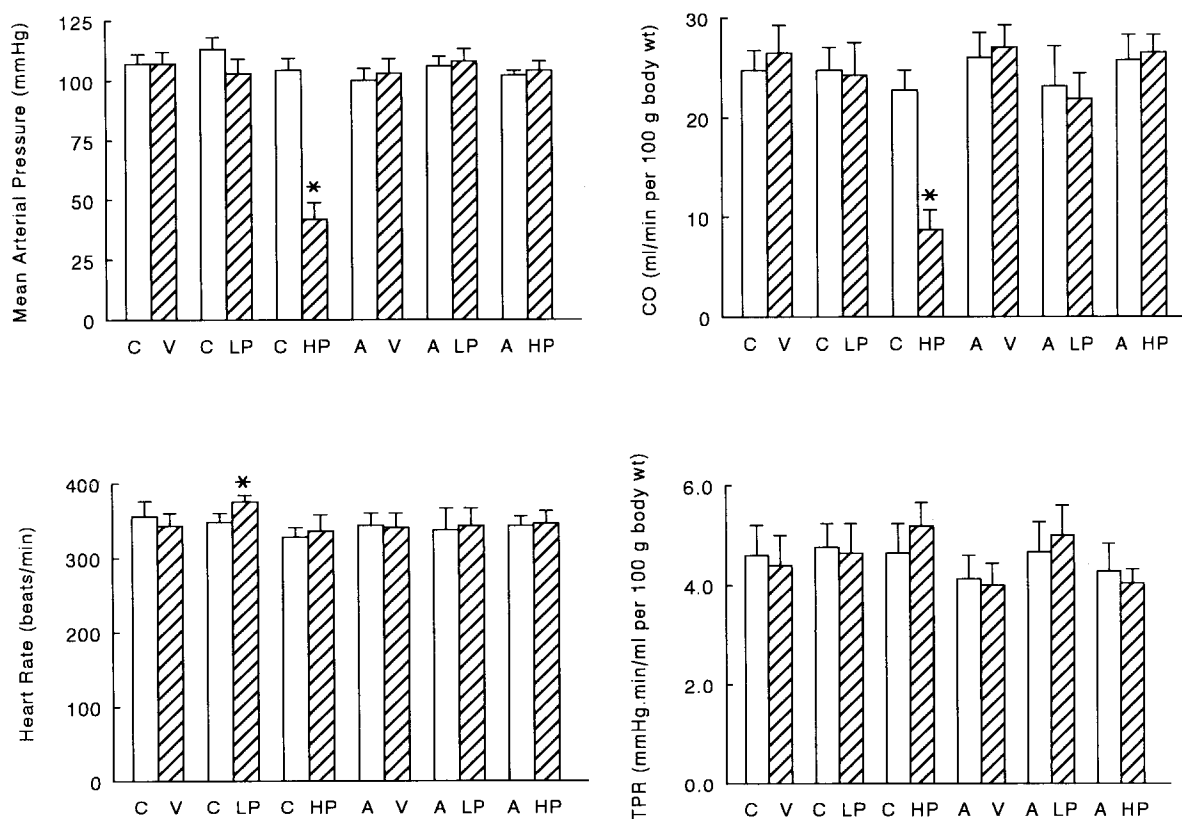 Mean Arterial Pressure (mmHg)
125
100
75
50
25
0
*
C V C LP C HP A V A LP A HP
CO (ml/min per 100 g body wt)
30
20
10
0
*
C V C LP C HP A V A LP A HP
Heart Rate (beats/min)
400
300
200
100
0
*
C V C LP C HP A V A LP A HP
TPR (mmHg.min/ml per 100 g body wt)
6.0
4.0
2.0
0.0
C V C LP C HP A V A LP A HP